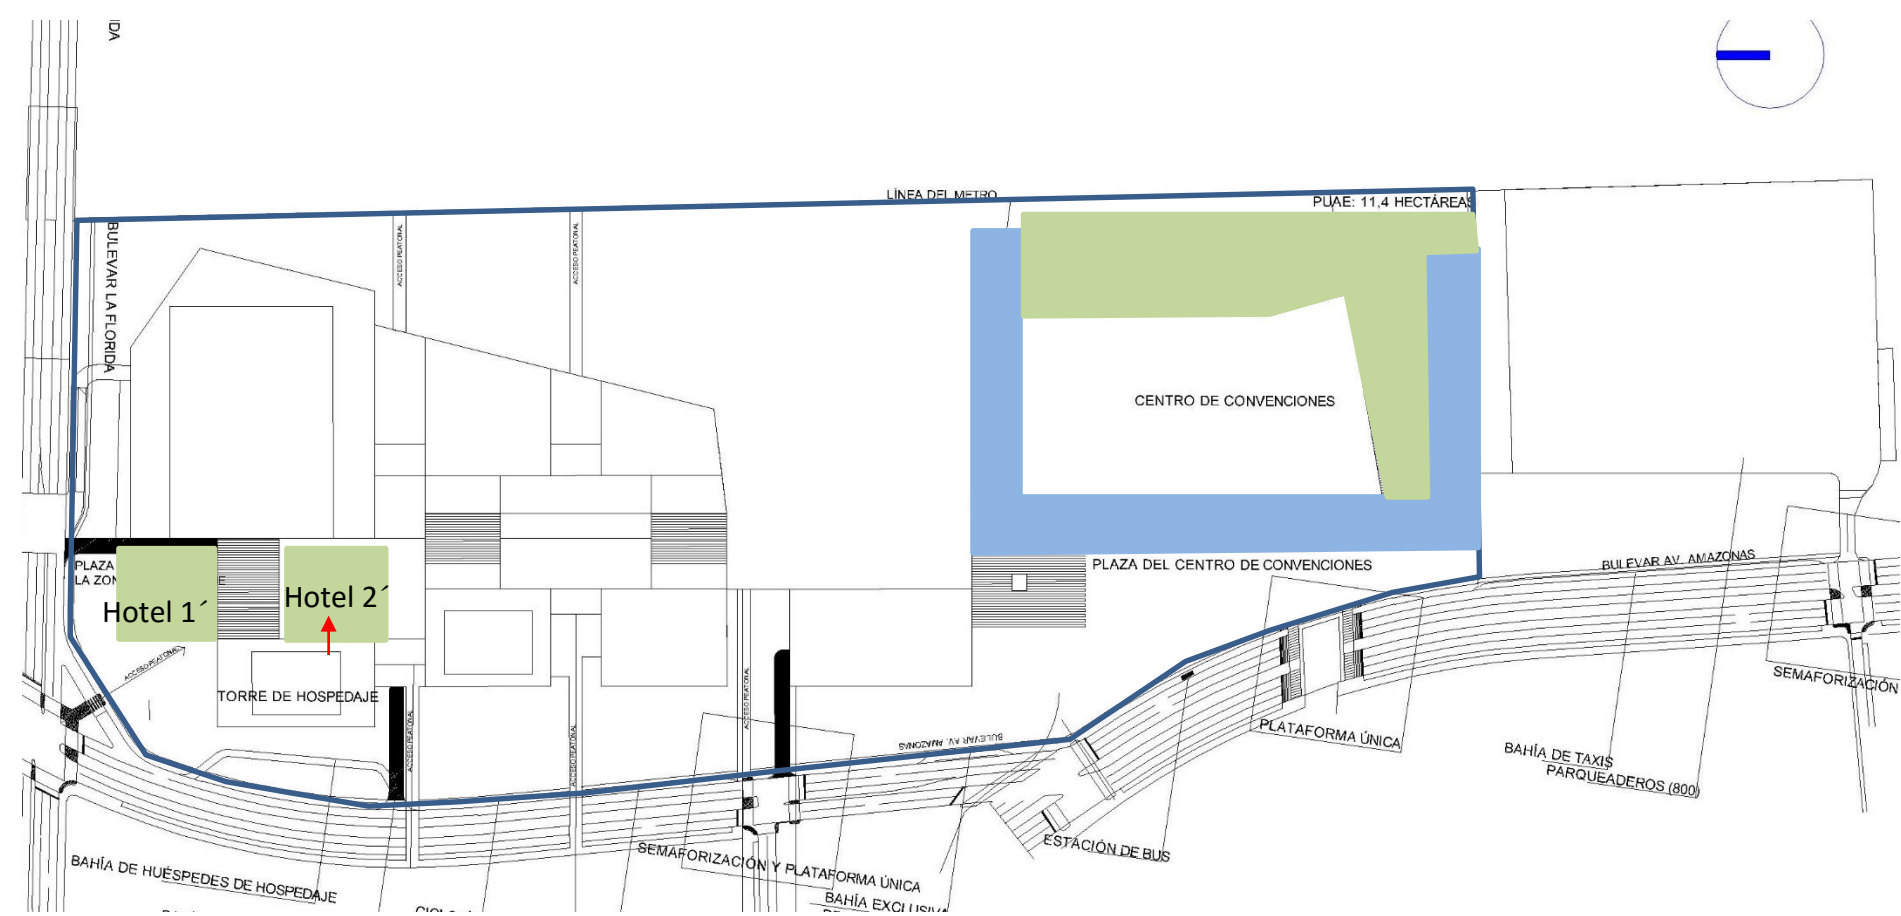 DA
LÍNEA DEL METRO
PUAE: 11,4 HECTÁREAS
BULEVAR LA FLORIDA
ACCESO PEATONAL
ACCESO PEATONAL
CENTRO DE CONVENCIONES
PLAZA
LA ZON
E
Hotel 1´
Hotel 2´
PLAZA DEL CENTRO DE CONVENCIONES
BULEVAR AV. AMAZONAS
ACCESO PEATONAL
TORRE DE HOSPEDAJE
ACCESO PEATONAL
ACCESO PEATONAL
ACCESO PEATONAL
BULEVAR AV. AMAZONAS
SEMAFORIZACIÓN
PLATAFORMA ÚNICA
BAHÍA DE TAXIS
PARQUEADEROS (800)
ESTACIÓN DE BUS
SEMAFORIZACIÓN Y PLATAFORMA ÚNICA
BAHÍA DE HUÉSPEDES DE HOSPEDAJE
BAHÍA EXCLUSIVA